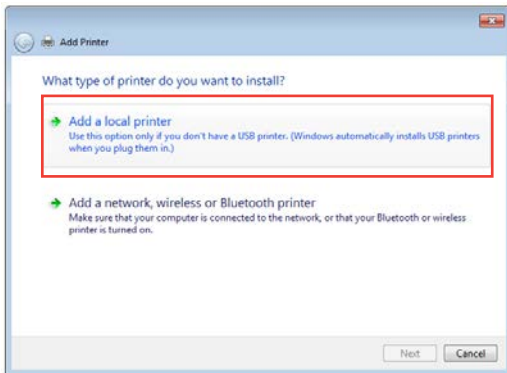 Add Printer
What type of printer do you want to install?
Add a local printer
Use this option only if you don't have a USB printer. (Windows automatically installs USB printers
when you plug them in.)
Add a network, wireless or Bluetooth printer
Make sure that your computer is connected to the network, or that your Bluetooth or wireless
printer is turned on.
Next Cancel